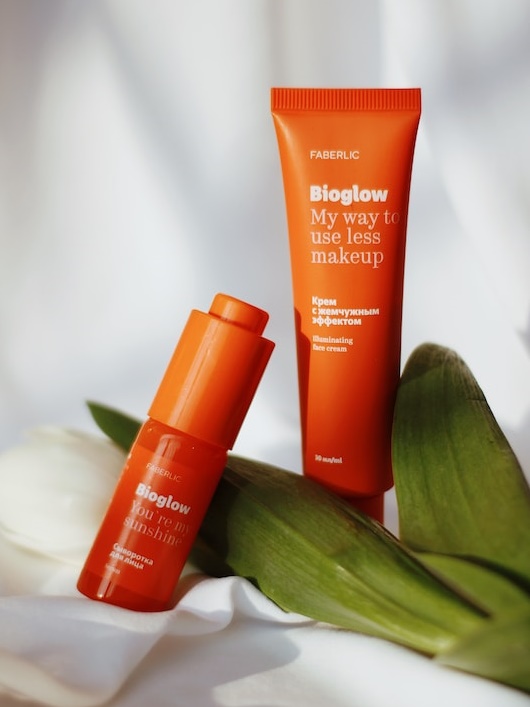 FABERLIC
Bioglow
My way to
use less
makeup
Крем
с жемчужным
эффектом
illuminating
face cream
30 мл/ml
FABERLIC
Bioglow
You're my
sunshine
Сыворотка
для лица